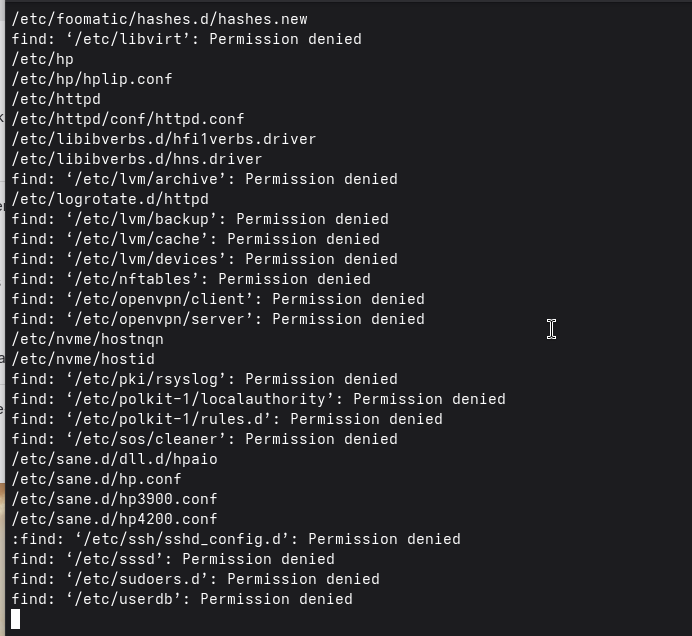 /etc/foomatic/hashes.d/hashes.new
find: ‘/etc/libvirt’: Permission denied
/etc/hp
/etc/hp/hplip.conf
/etc/httpd
/etc/httpd/conf/httpd.conf
/etc/libibverbs.d/hfi1verbs.driver
/etc/libibverbs.d/hns.driver
find: ‘/etc/lvm/archive’: Permission denied
/etc/logrotate.d/httpd
find: ‘/etc/lvm/backup’: Permission denied
find: ‘/etc/lvm/cache’: Permission denied
find: ‘/etc/lvm/devices’: Permission denied
find: ‘/etc/nftables’: Permission denied
find: ‘/etc/openvpn/client’: Permission denied
find: ‘/etc/openvpn/server’: Permission denied
/etc/nvme/hostnqn
/etc/nvme/hostid
find: ‘/etc/pki/rsyslog’: Permission denied
find: ‘/etc/polkit-1/localauthority’: Permission denied
find: ‘/etc/polkit-1/rules.d’: Permission denied
find: ‘/etc/sos/cleaner’: Permission denied
/etc/sane.d/dll.d/hpaio
/etc/sane.d/hp.conf
/etc/sane.d/hp3900.conf
/etc/sane.d/hp4200.conf
:find: ‘/etc/ssh/sshd_config.d’: Permission denied
find: ‘/etc/sssd’: Permission denied
find: ‘/etc/sudoers.d’: Permission denied
find: ‘/etc/userdb’: Permission denied